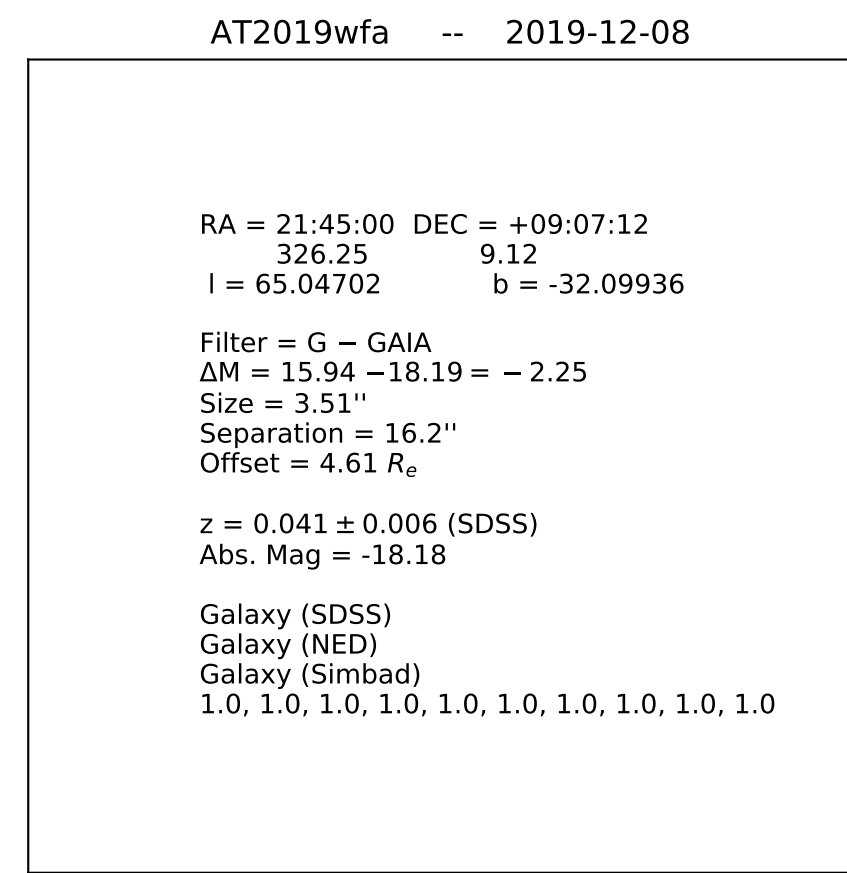 AT2019wfa -- 2019-12-08
RA = 21:45:00 DEC = +09:07:12
326.25 9.12
l = 65.04702 b = -32.09936
Filter = G − GAIA
ΔM = 15.94 −18.19 = − 2.25
Size = 3.51''
Separation = 16.2''
Offset = 4.61 Re
z = 0.041 ± 0.006 (SDSS)
Abs. Mag = -18.18
Galaxy (SDSS)
Galaxy (NED)
Galaxy (Simbad)
1.0, 1.0, 1.0, 1.0, 1.0, 1.0, 1.0, 1.0, 1.0, 1.0